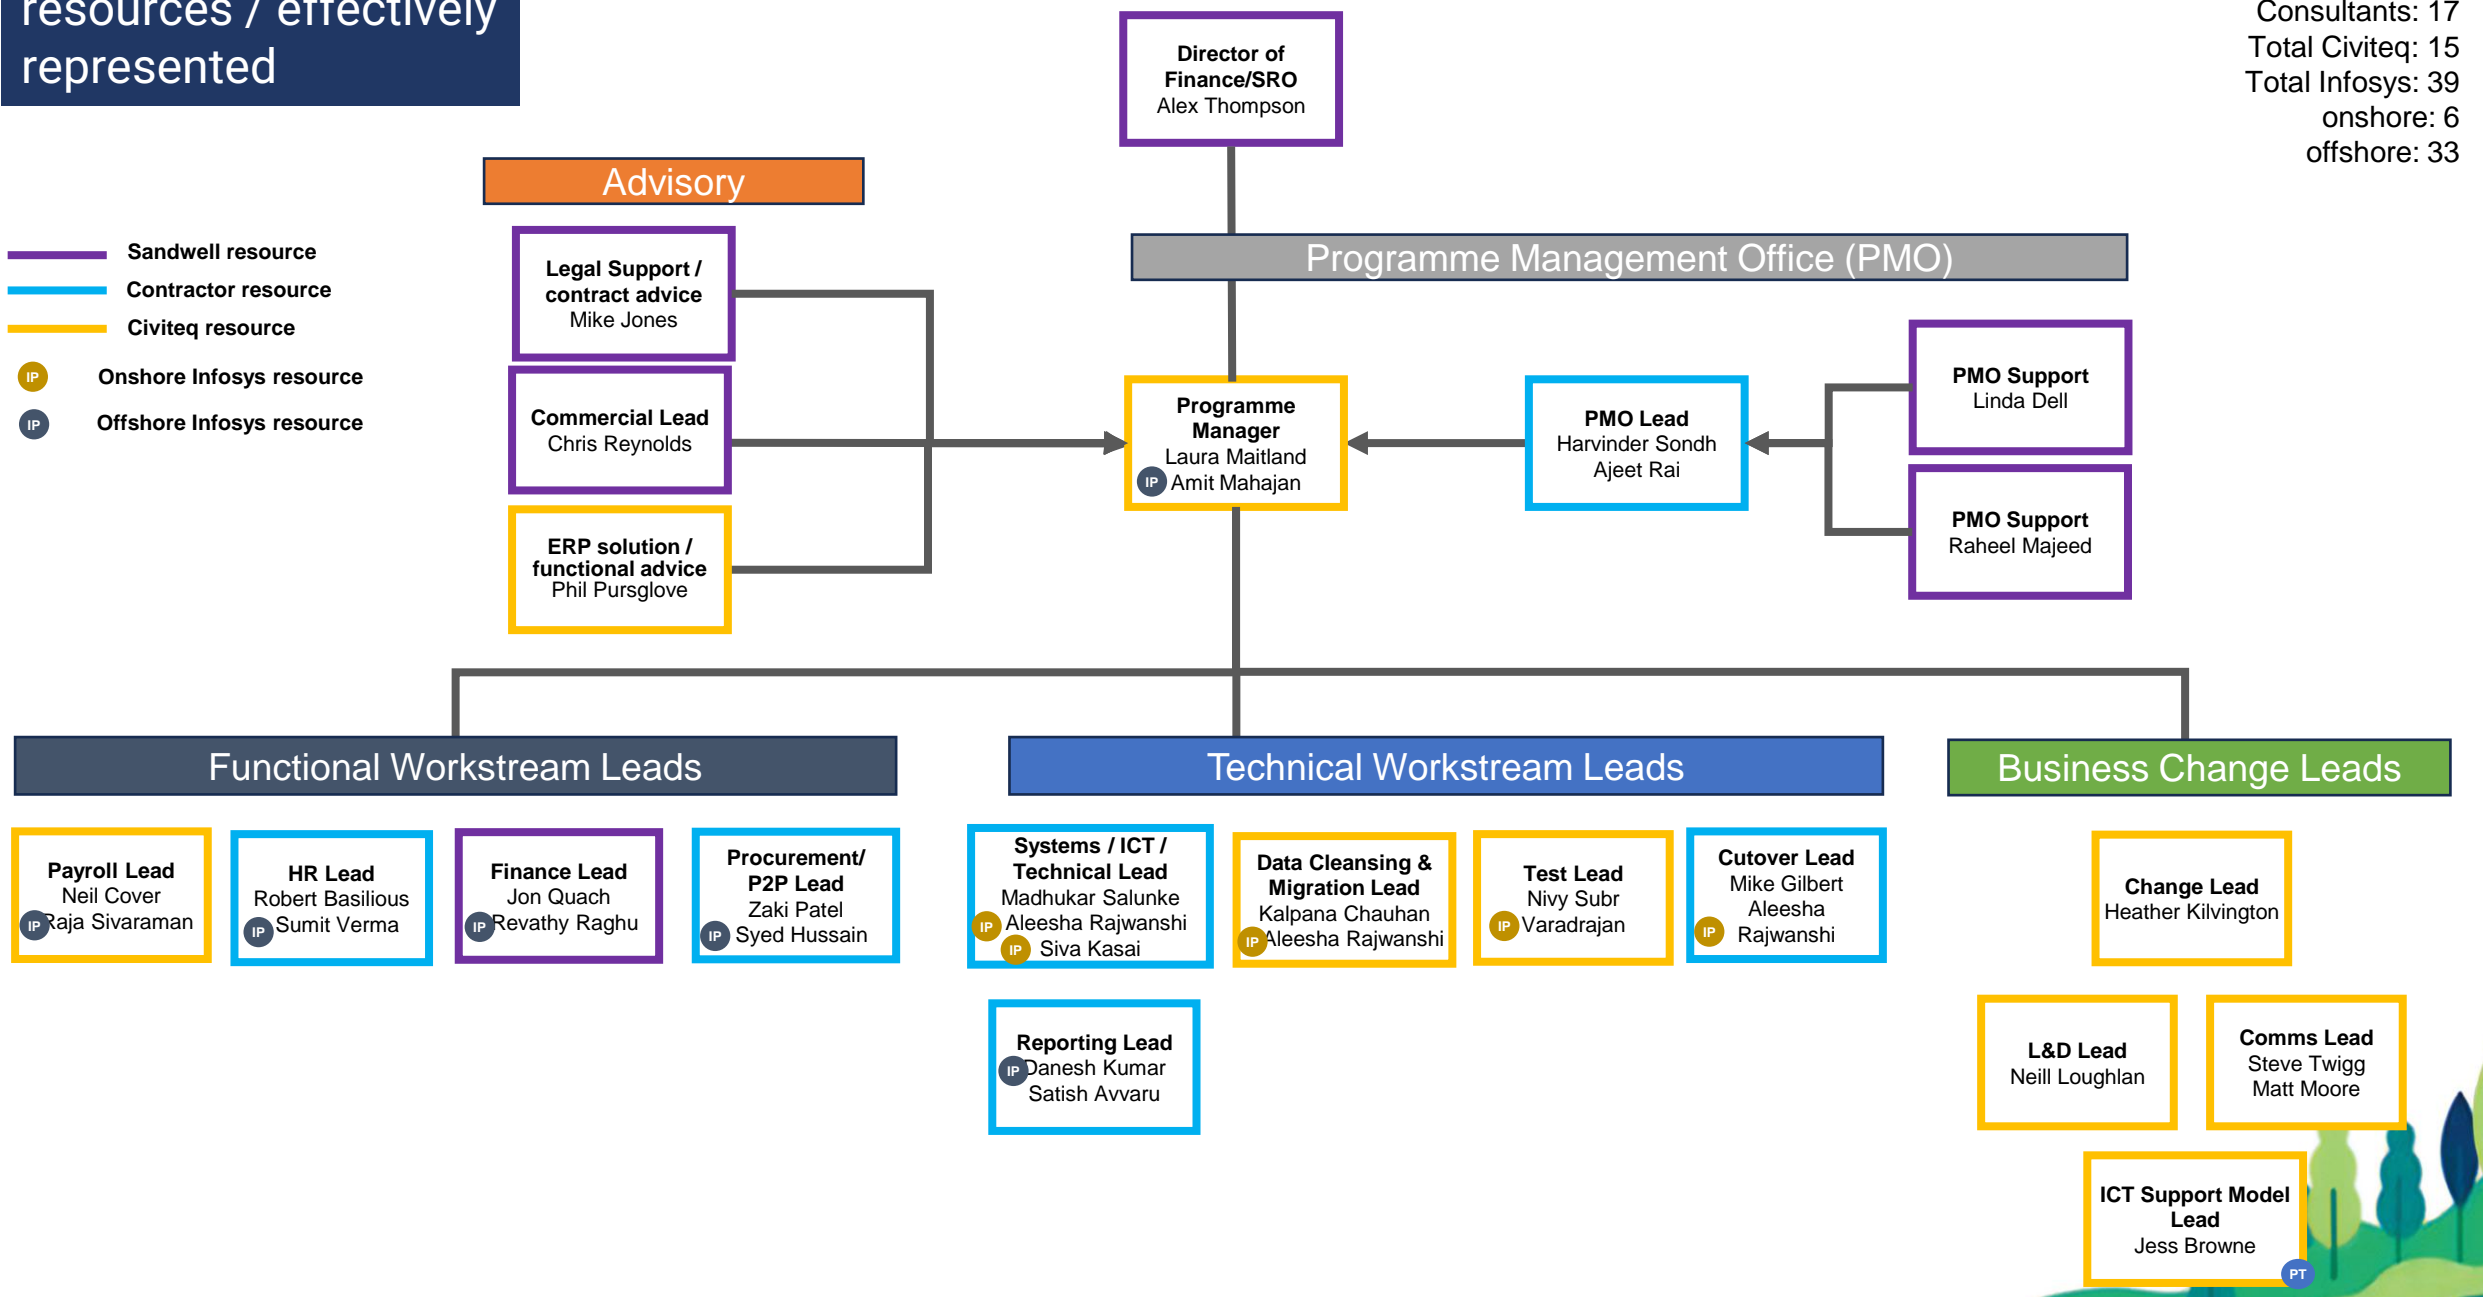 resources / effectively
represented
Consultants: 17
Total Civiteq: 15
Total Infosys: 39
onshore: 6
offshore: 33
Director of
Finance/SRO
Alex Thompson
Advisory
Programme Management Office (PMO)
Sandwell resource
Contractor resource
Civiteq resource
IP Onshore Infosys resource
IP Offshore Infosys resource
Legal Support /
contract advice
Mike Jones
Commercial Lead
Chris Reynolds
ERP solution /
functional advice
Phil Pursglove
Programme
Manager
Laura Maitland
IP Amit Mahajan
PMO Lead
Harvinder Sondh
Ajeet Rai
PMO Support
Linda Dell
PMO Support
Raheel Majeed
Functional Workstream Leads
Payroll Lead
Neil Cover
IP Raja Sivaraman
HR Lead
Robert Basilious
IP Sumit Verma
Finance Lead
Jon Quach
IP Revathy Raghu
Procurement/
P2P Lead
Zaki Patel
IP Syed Hussain
Technical Workstream Leads
Systems / ICT /
Technical Lead
Madhukar Salunke
IP Aleesha Rajwanshi
IP Siva Kasai
Data Cleansing &
Migration Lead
Kalpana Chauhan
IP Aleesha Rajwanshi
Test Lead
Nivy Subr
IP Varadrajan
Cutover Lead
Mike Gilbert
Aleesha
IP Rajwanshi
Reporting Lead
IP Danesh Kumar
Satish Avvaru
Business Change Leads
Change Lead
Heather Kilvington
L&D Lead
Neill Loughlan
Comms Lead
Steve Twigg
Matt Moore
ICT Support Model
Lead
Jess Browne
PT